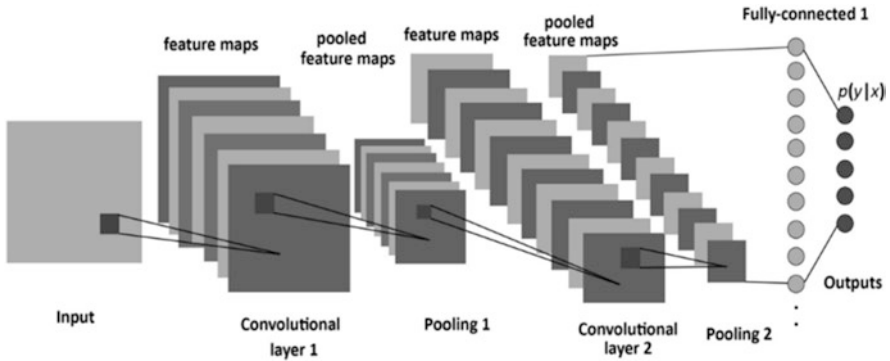 Fully-connected 1
feature maps
pooled
feature maps
feature maps
pooled
feature maps
p(y|x)
Input
Convolutional
layer 1
Pooling 1
Convolutional
layer 2
Pooling 2
Outputs